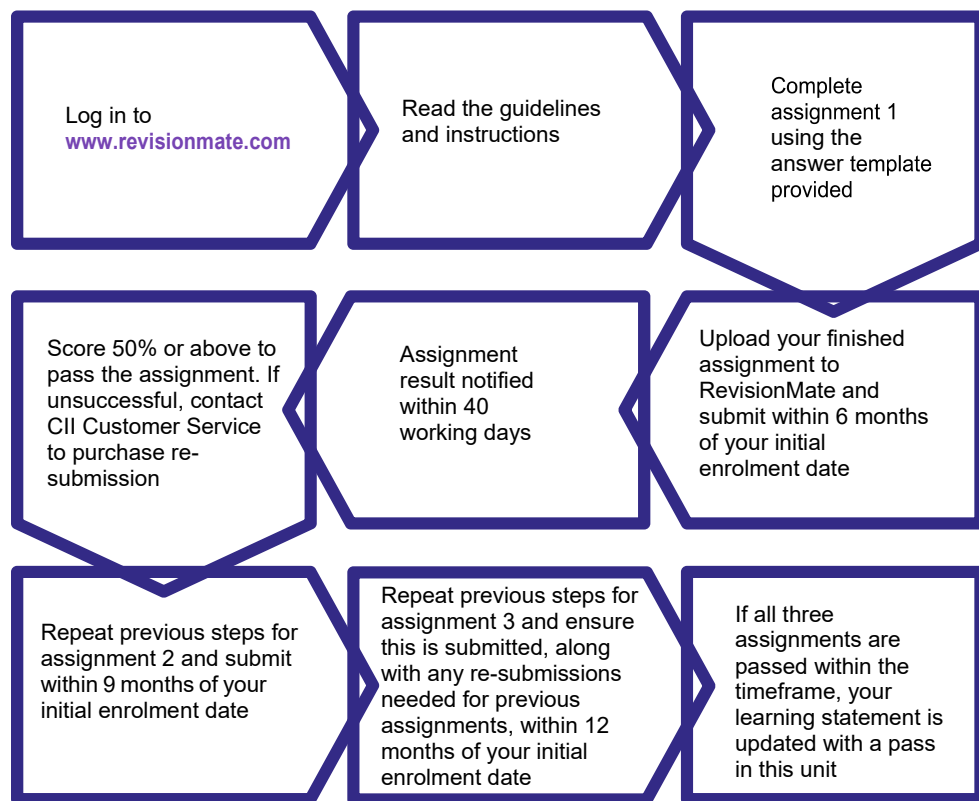 Log in to
www.revisionmate.com
Read the guidelines
and instructions
Complete
assignment 1
using the
answer template
provided
Upload your finished
assignment to
RevisionMate and
submit within 6 months
of your initial
enrolment date
Assignment
result notified
within 40
working days
Score 50% or above to
pass the assignment. If
unsuccessful, contact
CII Customer Service
to purchase re-
submission
Repeat previous steps for
assignment 2 and submit
within 9 months of your
initial enrolment date
Repeat previous steps for
assignment 3 and ensure
this is submitted, along
with any re-submissions
needed for previous
assignments, within 12
months of your initial
enrolment date
If all three
assignments are
passed within the
timeframe, your
learning statement is
updated with a pass
in this unit